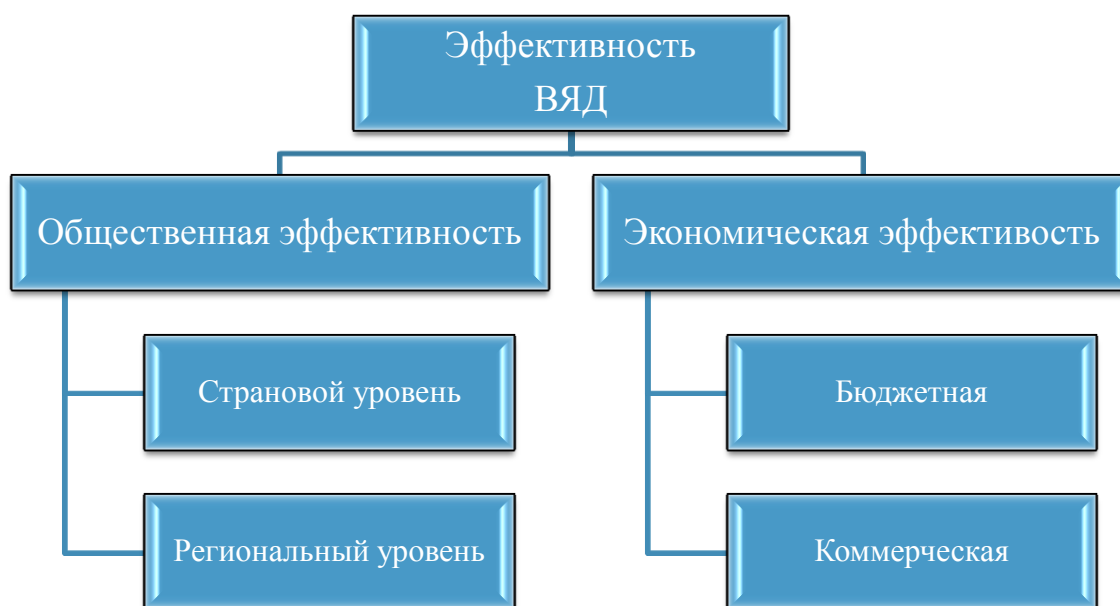 Эффективность
ВЯД
Общественная эффективность
Экономическая эффективость
Страновой уровень
Бюджетная
Региональный уровень
Коммерческая